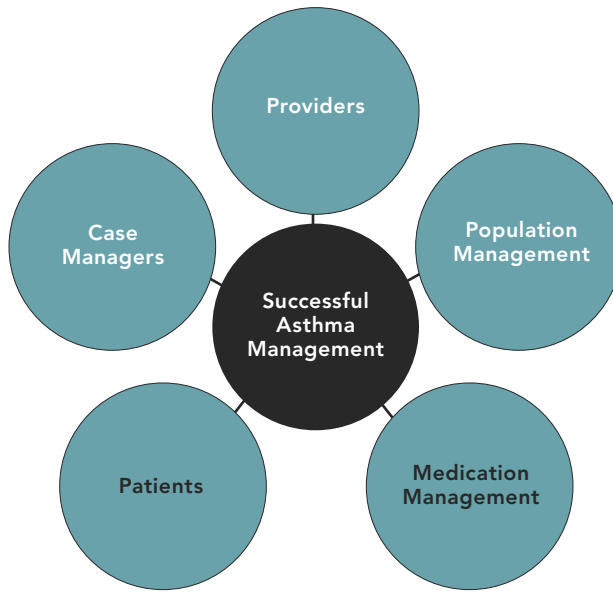 Providers
Case
Managers
Population
Management
Successful
Asthma
Management
Patients
Medication
Management